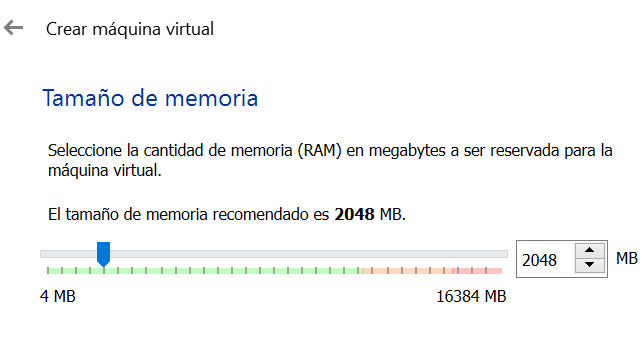 Crear máquina virtual
Tamaño de memoria
Seleccione la cantidad de memoria (RAM) en megabytes a ser reservada para la
máquina virtual.
El tamaño de memoria recomendado es 2048 MB.
2048 MB
4 MB 16384 MB